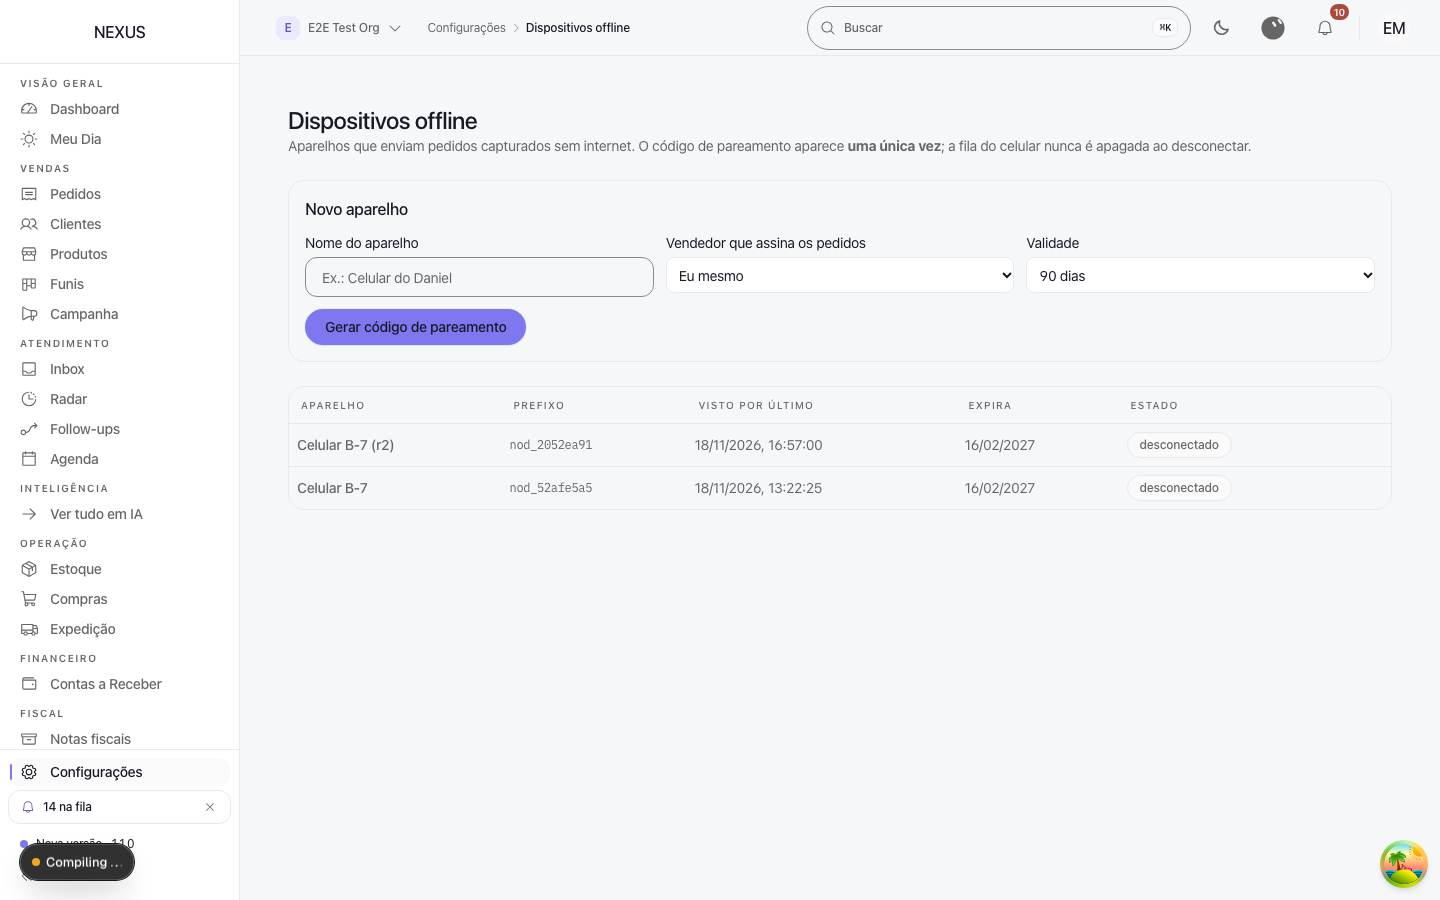 NEXUS
VISÃO GERAL
Dashboard
Meu Dia
VENDAS
Pedidos
Clientes
Produtos
Funis
Campanha
ATENDIMENTO
Inbox
Radar
Follow-ups
Agenda
INTELIGÊNCIA
Ver tudo em IA
OPERAÇÃO
Estoque
Compras
Expedição
FINANCEIRO
Contas a Receber
FISCAL
Notas fiscais
Configurações
14 na fila
Compiling ...
E E2E Test Org
Configurações > Dispositivos offline
Buscar
⌘K
10
EM
Dispositivos offline
Aparelhos que enviam pedidos capturados sem internet. O código de pareamento aparece uma única vez; a fila do celular nunca é apagada ao desconectar.
Novo aparelho
Nome do aparelho Vendedor que assina os pedidos Validade
Ex.: Celular do Daniel Eu mesmo 90 dias
Gerar código de pareamento
APARELHO PREFIXO VISTO POR ÚLTIMO EXPIRA ESTADO
Celular B-7 (r2) nod_2052ea91 18/11/2026, 16:57:00 16/02/2027 desconectado
Celular B-7 nod_52afe5a5 18/11/2026, 13:22:25 16/02/2027 desconectado